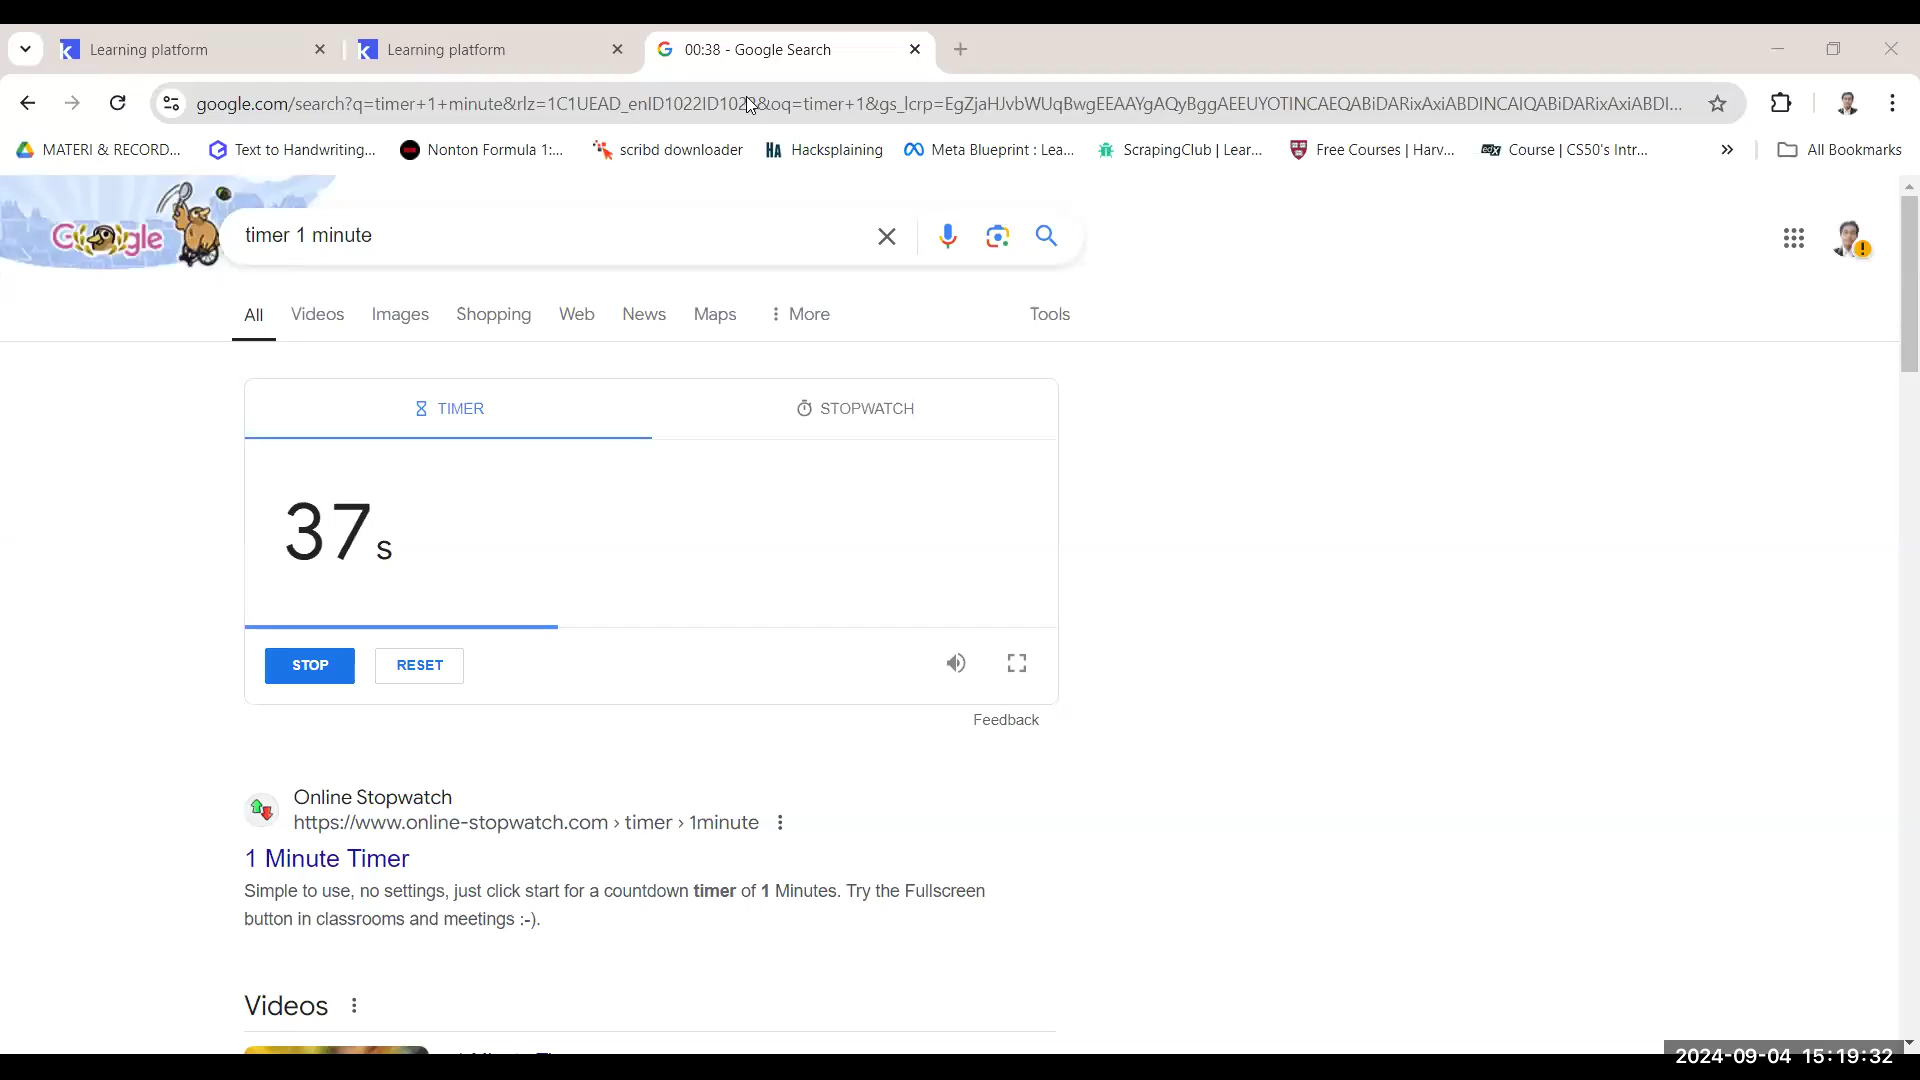 Learning platform
Learning platform
00:38 - Google Search
google.com/search?q=timer+1+minute&rlz=1C1UEAD_enID1022ID1022&oq=timer+1&gs_lcrp=EgZjaHJvbWUqBwgEEAAYgAQyBggAEEUYOTINCAEQABiDARixAxiABDINCAIQABiDARixAxiABDI...
MATERI & RECORD...
Text to Handwriting...
Nonton Formula 1:...
scribd downloader
HA Hacksplaining
Meta Blueprint : Lea...
ScrapingClub | Lear...
Free Courses | Harv...
edX Course | CS50's Intr...
All Bookmarks
Google
timer 1 minute
All
Videos
Images
Shopping
Web
News
Maps
More
Tools
TIMER
STOPWATCH
37 s
STOP
RESET
Feedback
Online Stopwatch
https://www.online-stopwatch.com › timer › 1minute
1 Minute Timer
Simple to use, no settings, just click start for a countdown timer of 1 Minutes. Try the Fullscreen
button in classrooms and meetings :-).
Videos
2024-09-04 15:19:32